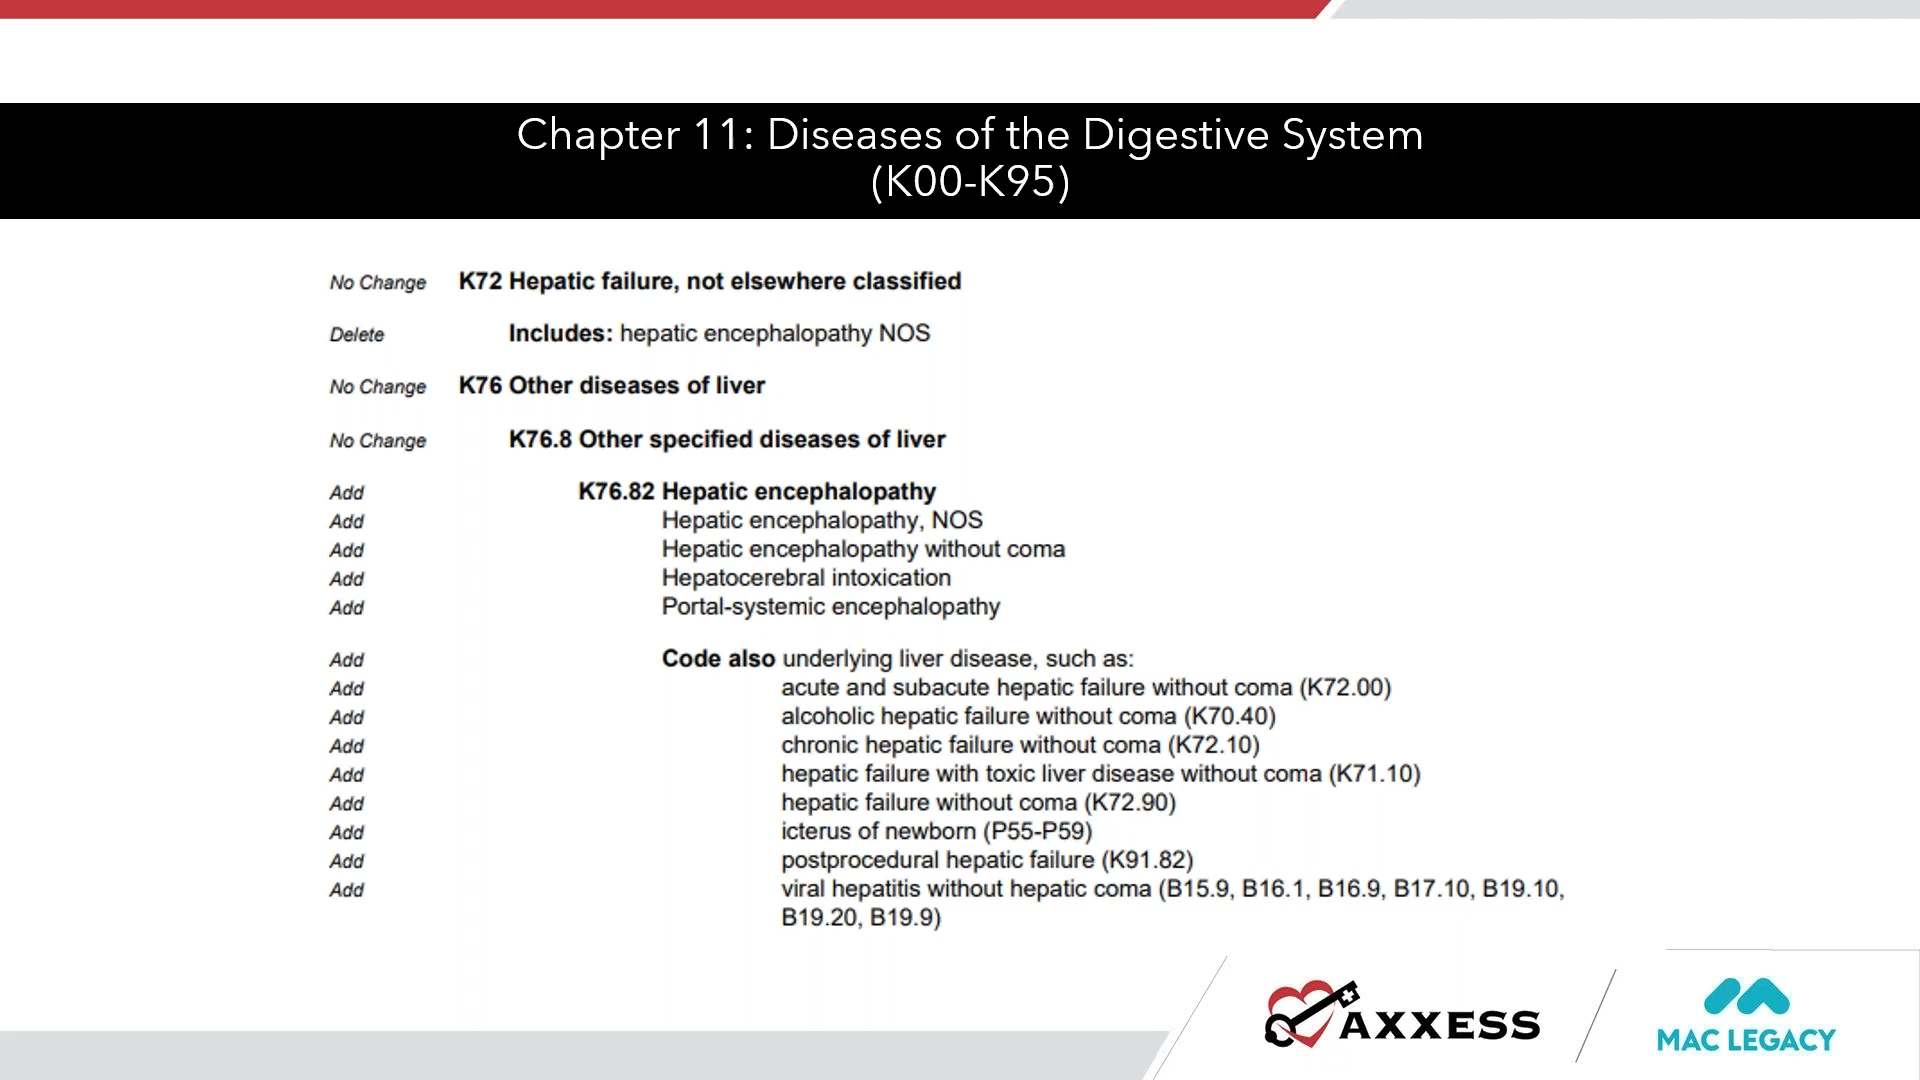 Chapter 11: Diseases of the Digestive System
(K00-K95)
No Change K72 Hepatic failure, not elsewhere classified
Delete Includes: hepatic encephalopathy NOS
No Change K76 Other diseases of liver
No Change K76.8 Other specified diseases of liver
Add K76.82 Hepatic encephalopathy
Add Hepatic encephalopathy, NOS
Add Hepatic encephalopathy without coma
Add Hepatocerebral intoxication
Add Portal-systemic encephalopathy
Add Code also underlying liver disease, such as:
Add acute and subacute hepatic failure without coma (K72.00)
Add alcoholic hepatic failure without coma (K70.40)
Add chronic hepatic failure without coma (K72.10)
Add hepatic failure with toxic liver disease without coma (K71.10)
Add hepatic failure without coma (K72.90)
Add icterus of newborn (P55-P59)
Add postprocedural hepatic failure (K91.82)
Add viral hepatitis without hepatic coma (B15.9, B16.1, B16.9, B17.10, B19.10,
B19.20, B19.9)
AXXESS
MAC LEGACY